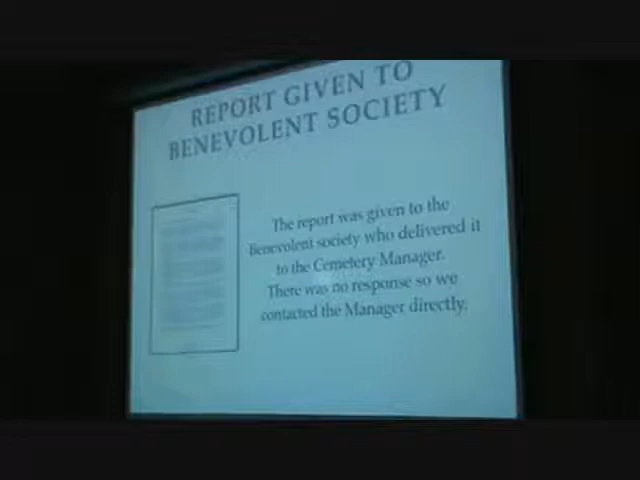 REPORT GIVEN TO
BENEVOLENT SOCIETY
The report was given to the
Benevolent society who delivered it
to the Cemetery Manager.
There was no response so we
contacted the Manager directly.